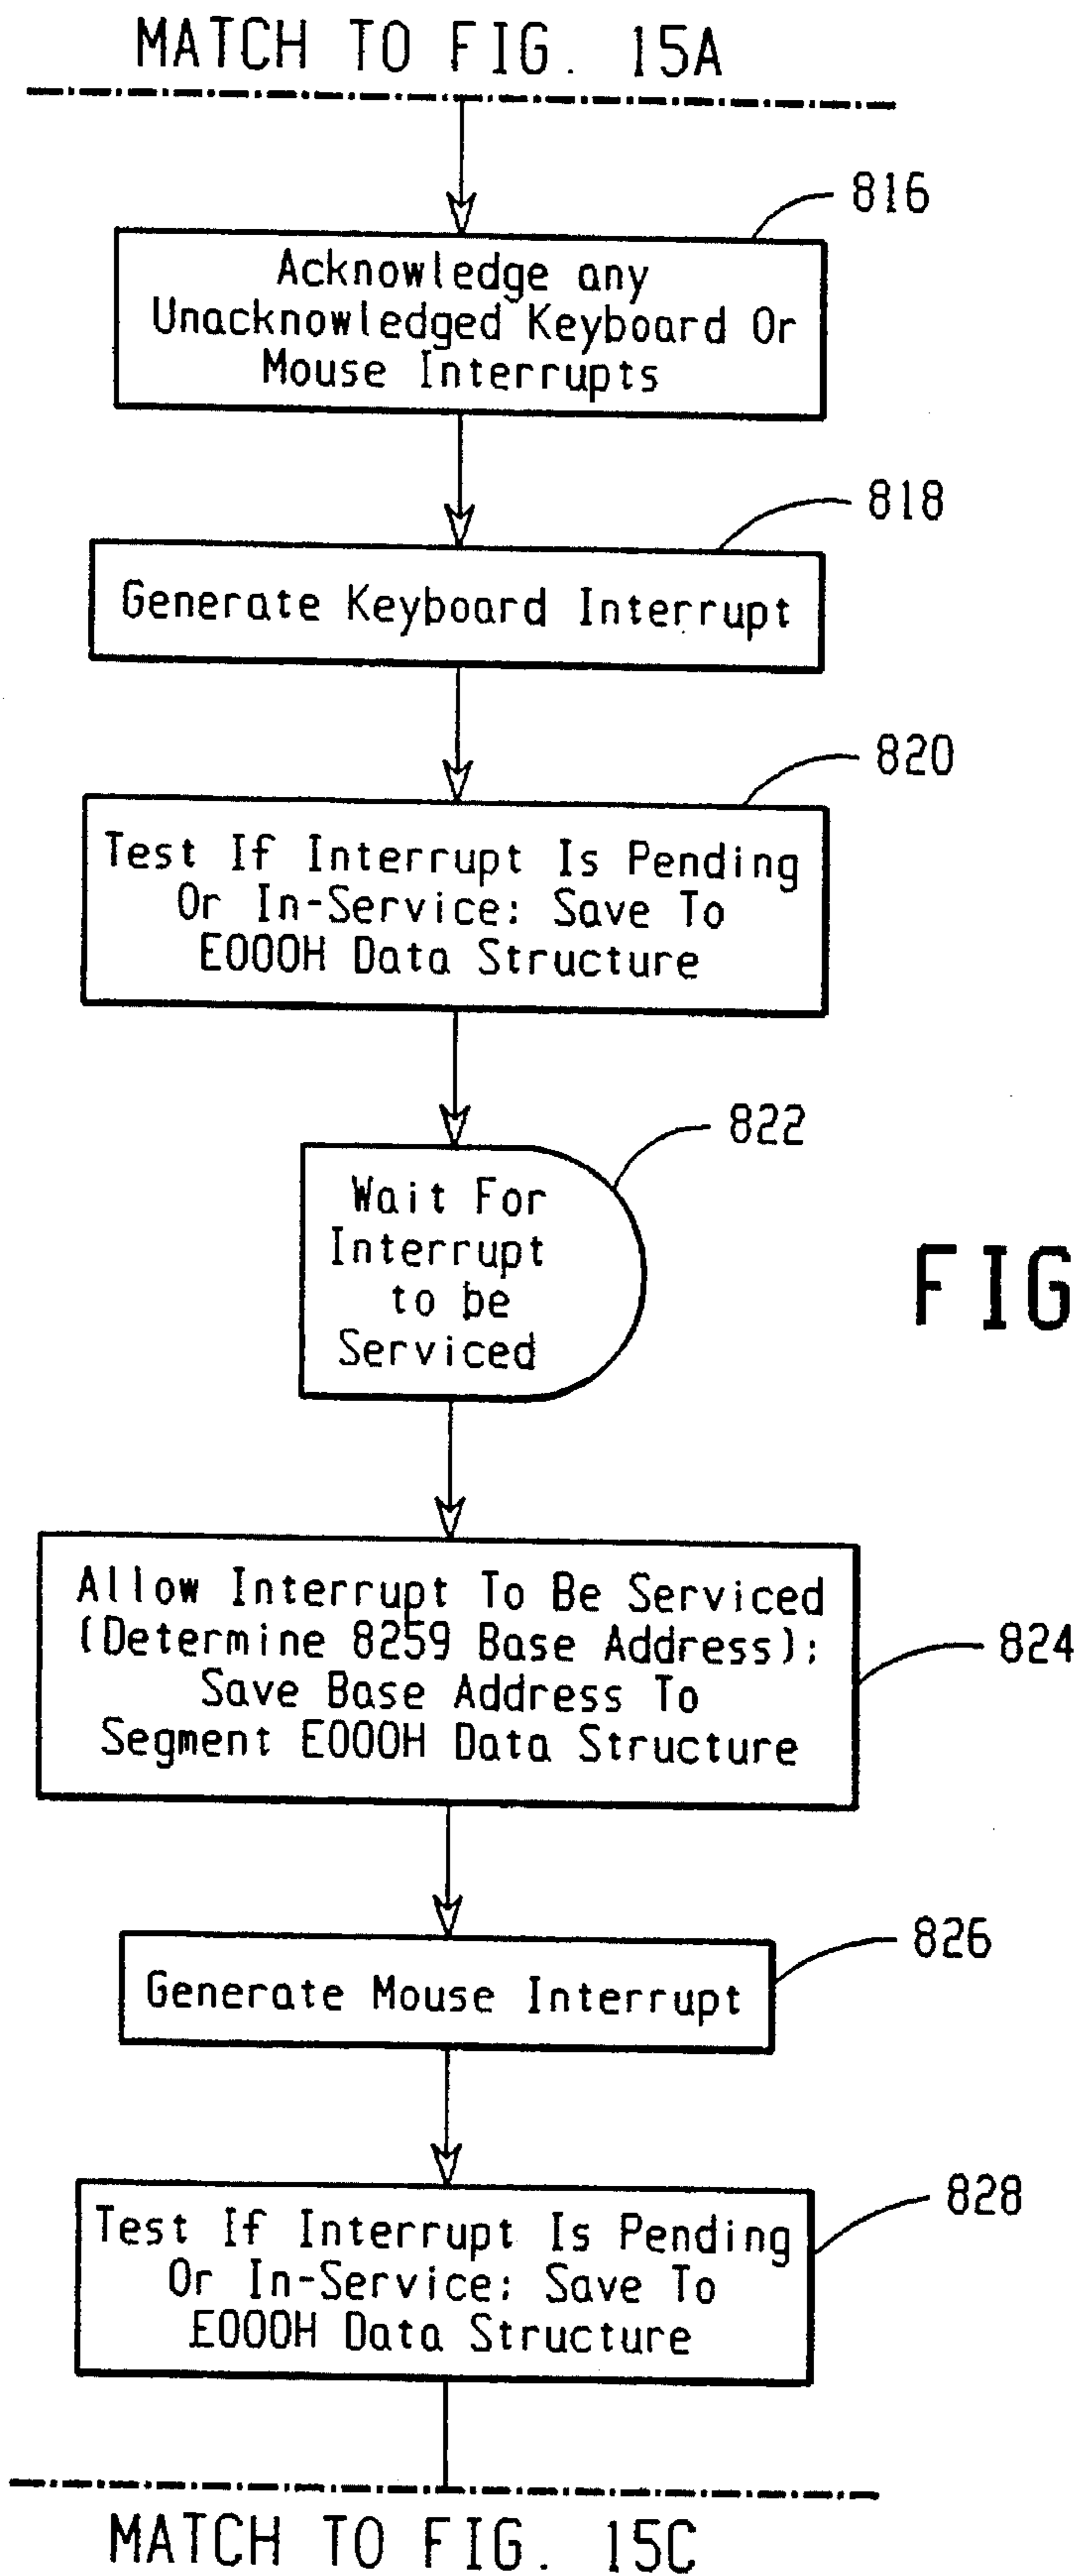 MATCH TO FIG. 15A
816
Acknowledge any
Unacknowledged Keyboard Or
Mouse Interrupts
818
Generate Keyboard Interrupt
820
Test If Interrupt Is Pending
Or In-Service: Save To
E000H Data Structure
822
Wait For
Interrupt
to be
Serviced
FIG
Allow Interrupt To Be Serviced
(Determine 8259 Base Address);
Save Base Address To
Segment E000H Data Structure
824
826
Generate Mouse Interrupt
828
Test If Interrupt Is Pending
Or In-Service: Save To
E000H Data Structure
MATCH TO FIG. 15C